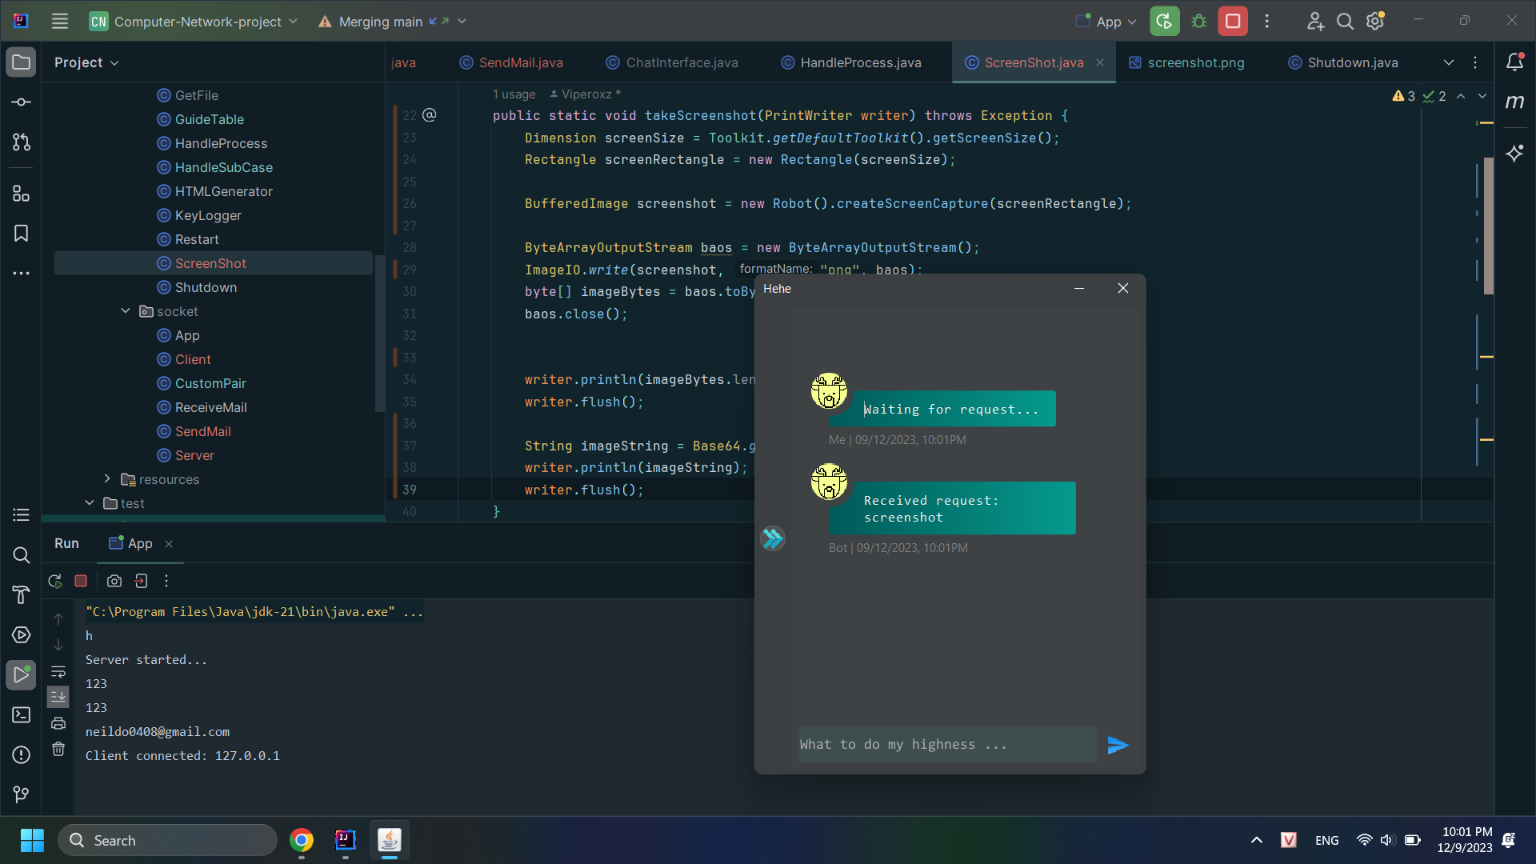 CN Computer-Network-project Merging main App
Project
.java SendMail.java ChatInterface.java HandleProcess.java ScreenShot.java screenshot.png Shutdown.java
GetFile
GuideTable
HandleProcess
HandleSubCase
HTMLGenerator
KeyLogger
Restart
ScreenShot
Shutdown
socket
App
Client
CustomPair
ReceiveMail
SendMail
Server
resources
test
1 usage Viperoxz *
3 2
22 public static void takeScreenshot(PrintWriter writer) throws Exception {
23 Dimension screenSize = Toolkit.getDefaultToolkit().getScreenSize();
24 Rectangle screenRectangle = new Rectangle(screenSize);
25
26 BufferedImage screenshot = new Robot().createScreenCapture(screenRectangle);
27
28 ByteArrayOutputStream baos = new ByteArrayOutputStream();
29 ImageIO.write(screenshot, formatName: "png", baos);
30 byte[] imageBytes = baos.toBy
31 baos.close();
32
33
34 writer.println(imageBytes.len
35 writer.flush();
36
37 String imageString = Base64.g
38 writer.println(imageString);
39 writer.flush();
40 }
Hehe
Waiting for request...
Me | 09/12/2023, 10:01PM
Received request:
screenshot
Bot | 09/12/2023, 10:01PM
What to do my highness ...
Run App
"C:\Program Files\Java\jdk-21\bin\java.exe" ...
h
Server started...
123
123
neildo0408@gmail.com
Client connected: 127.0.0.1
Search
V ENG
10:01 PM
12/9/2023